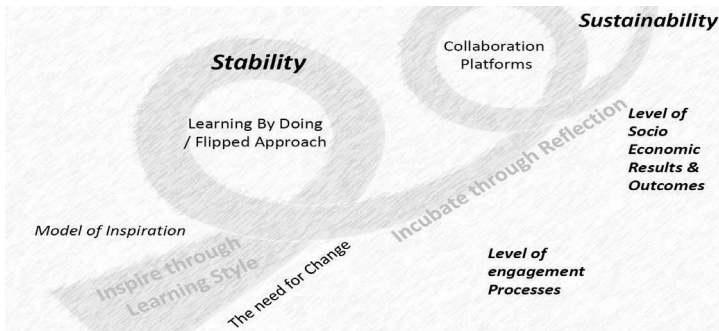 Sustainability
Collaboration
Platforms
Stability
Learning By Doing
/ Flipped Approach
Level of
Socio
Economic
Results &
Outcomes
Incubate through Reflection
Model of Inspiration
Inspire through
Learning Style
The need for Change
Level of
engagement
Processes